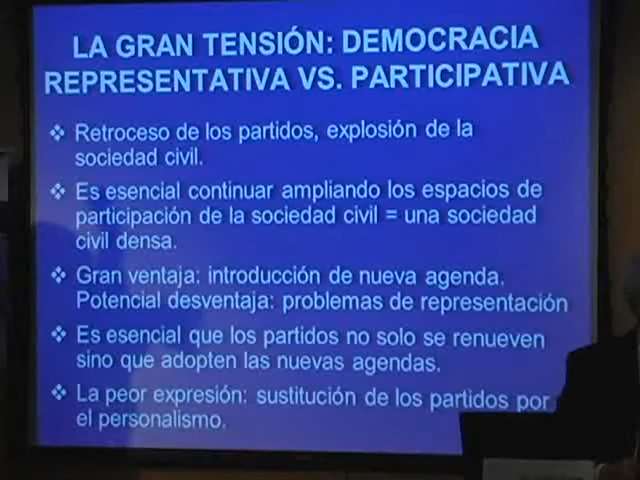 LA GRAN TENSIÓN: DEMOCRACIA
REPRESENTATIVA VS. PARTICIPATIVA
❖ Retroceso de los partidos, explosión de la
sociedad civil.
❖ Es esencial continuar ampliando los espacios de
participación de la sociedad civil = una sociedad
civil densa.
❖ Gran ventaja: introducción de nueva agenda.
Potencial desventaja: problemas de representación
❖ Es esencial que los partidos no solo se renueven
sino que adopten las nuevas agendas.
❖ La peor expresión: sustitución de los partidos por
el personalismo.